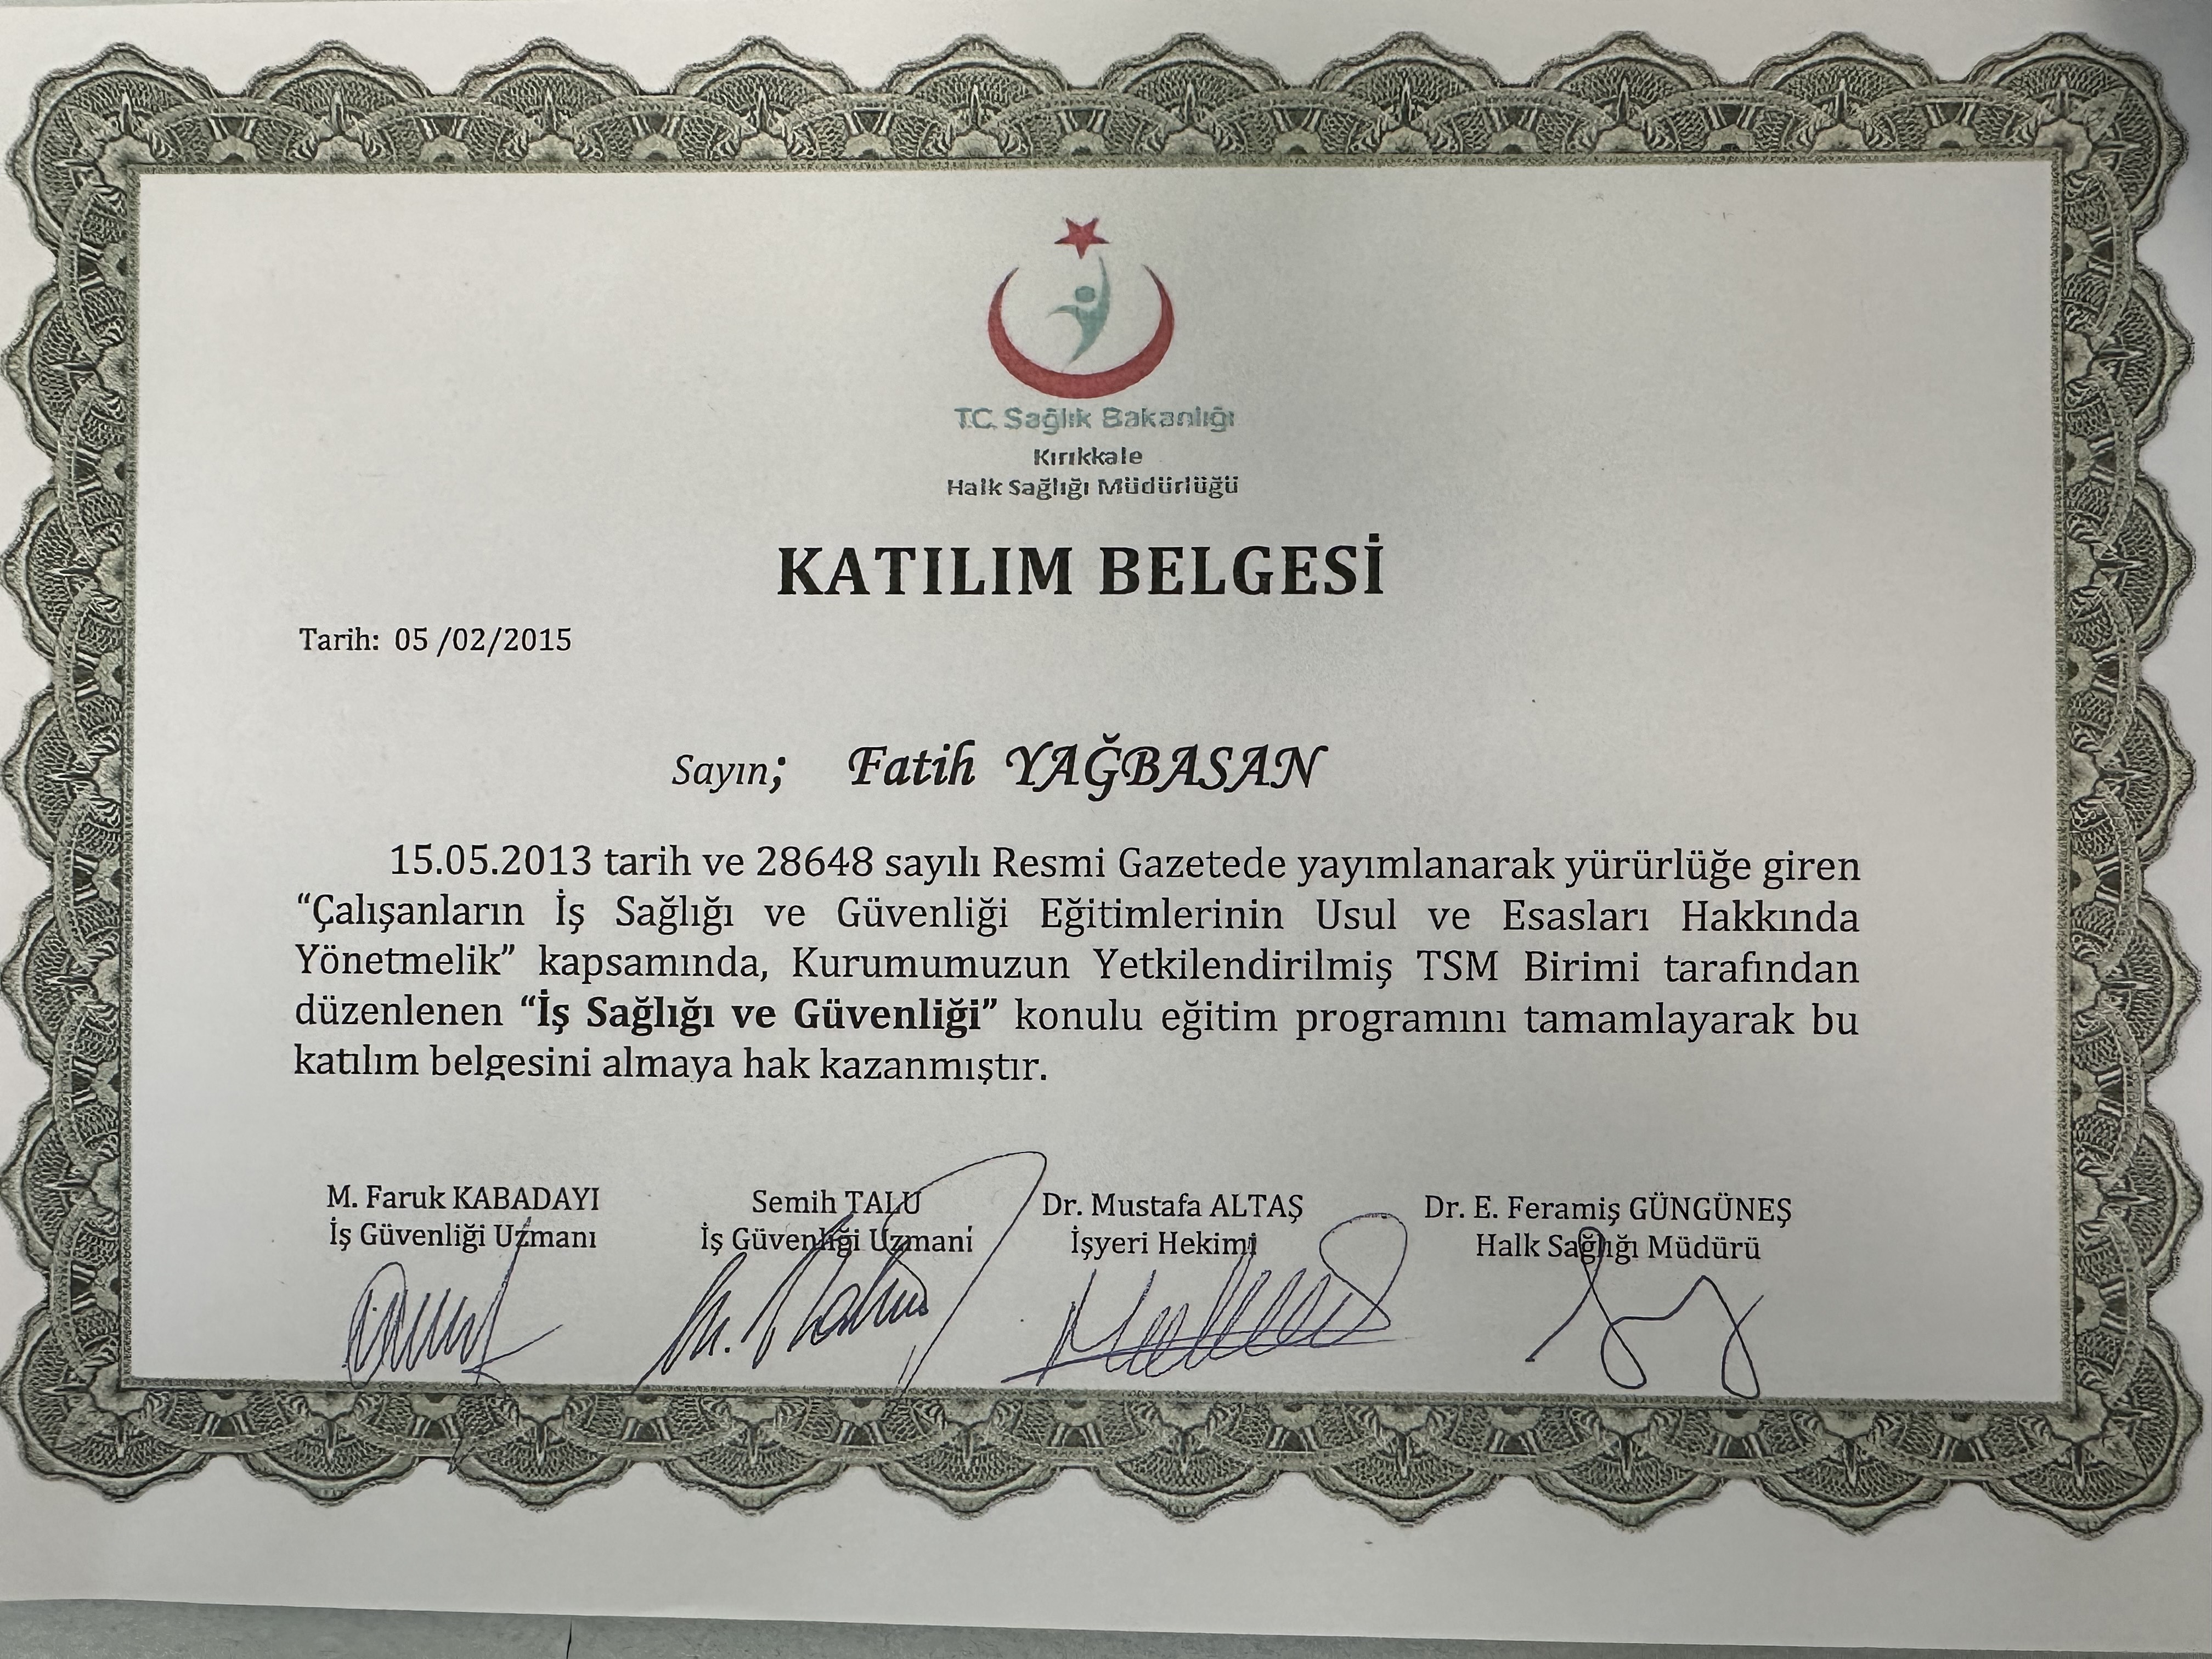 T.C. Sağlık Bakanlığı
Kırıkkale
Halk Sağlığı Müdürlüğü
KATILIM BELGESİ
Tarih: 05 /02/2015
Sayın; Fatih YAĞBASAN
15.05.2013 tarih ve 28648 sayılı Resmi Gazetede yayımlanarak yürürlüğe giren
“Çalışanların İş Sağlığı ve Güvenliği Eğitimlerinin Usul ve Esasları Hakkında
Yönetmelik” kapsamında, Kurumumuzun Yetkilendirilmiş TSM Birimi tarafından
düzenlenen “İş Sağlığı ve Güvenliği” konulu eğitim programını tamamlayarak bu
katılım belgesini almaya hak kazanmıştır.
M. Faruk KABADAYI Semih TALU Dr. Mustafa ALTAŞ Dr. E. Feramiş GÜNGÜNEŞ
İş Güvenliği Uzmanı İş Güvenliği Uzmanı İşyeri Hekimi Halk Sağlığı Müdürü